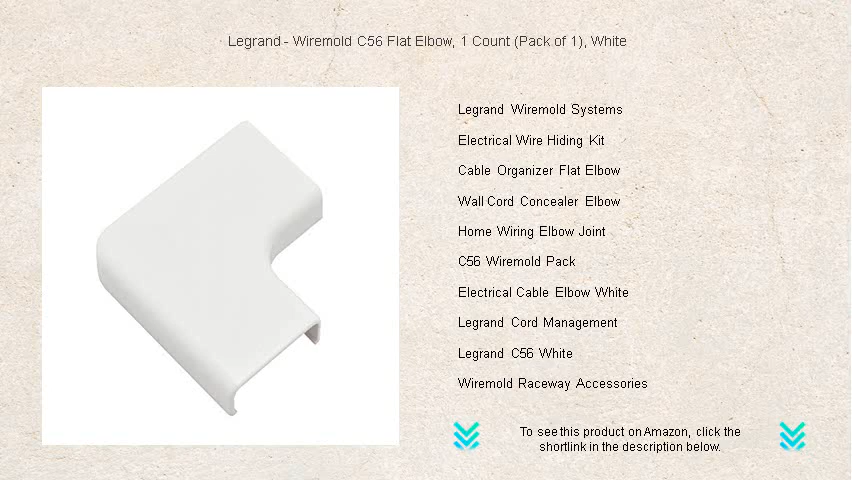 Legrand - Wiremold C56 Flat Elbow, 1 Count (Pack of 1), White
Legrand Wiremold Systems
Electrical Wire Hiding Kit
Cable Organizer Flat Elbow
Wall Cord Concealer Elbow
Home Wiring Elbow Joint
C56 Wiremold Pack
Electrical Cable Elbow White
Legrand Cord Management
Legrand C56 White
Wiremold Raceway Accessories
To see this product on Amazon, click the
shortlink in the description below.